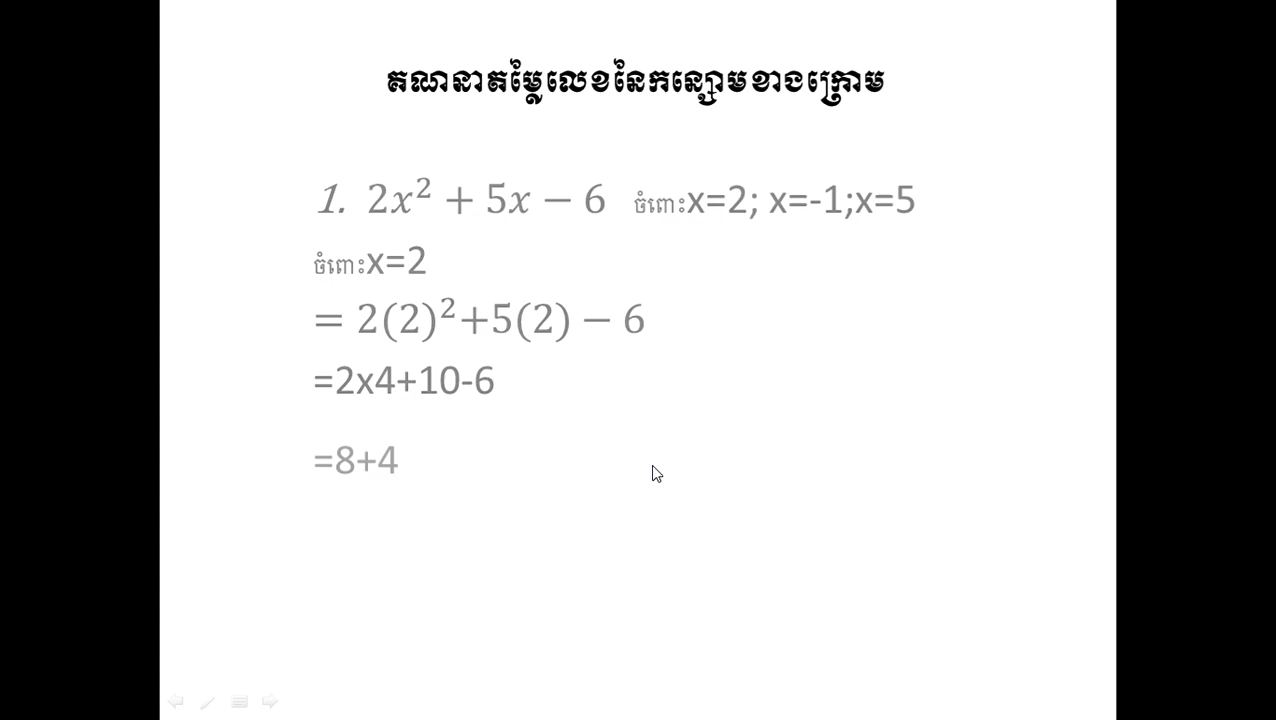 គណនាតម្លៃលេខនៃកន្សោមខាងក្រោម
1. 2x² + 5x − 6 ចំពោះx=2; x=-1;x=5
ចំពោះx=2
= 2(2)²+5(2) − 6
=2x4+10-6
=8+4